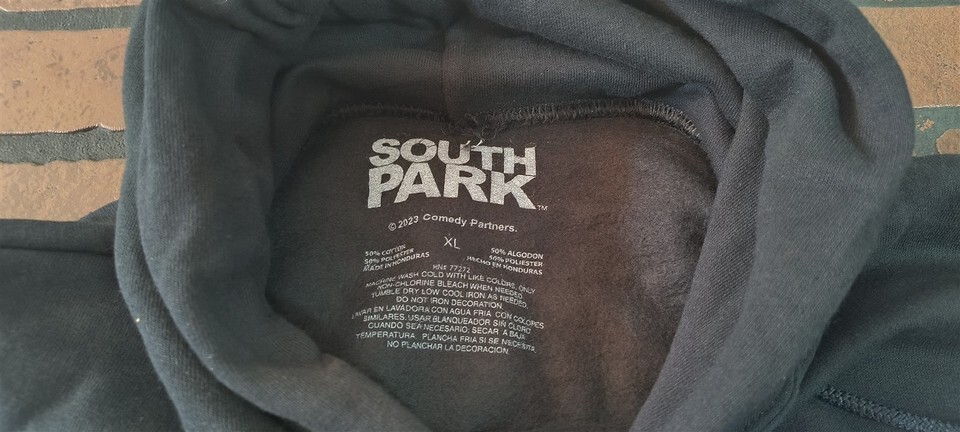 SOUTH
PARK™
© 2023 Comedy Partners.
XL
50% COTTON
50% POLYESTER
MADE IN HONDURAS
50% ALGODON
50% POLIESTER
HECHO EN HONDURAS
RN# 77272
MACHINE WASH COLD WITH LIKE COLORS, ONLY
NON-CHLORINE BLEACH WHEN NEEDED.
TUMBLE DRY LOW COOL IRON AS NEEDED.
DO NOT IRON DECORATION.
LAVAR EN LAVADORA CON AGUA FRIA CON COLORES
SIMILARES. USAR BLANQUEADOR SIN CLORO
CUANDO SEA NECESARIO; SECAR A BAJA
TEMPERATURA. PLANCHA FRIA SI SE NECESITA.
NO PLANCHAR LA DECORACION.